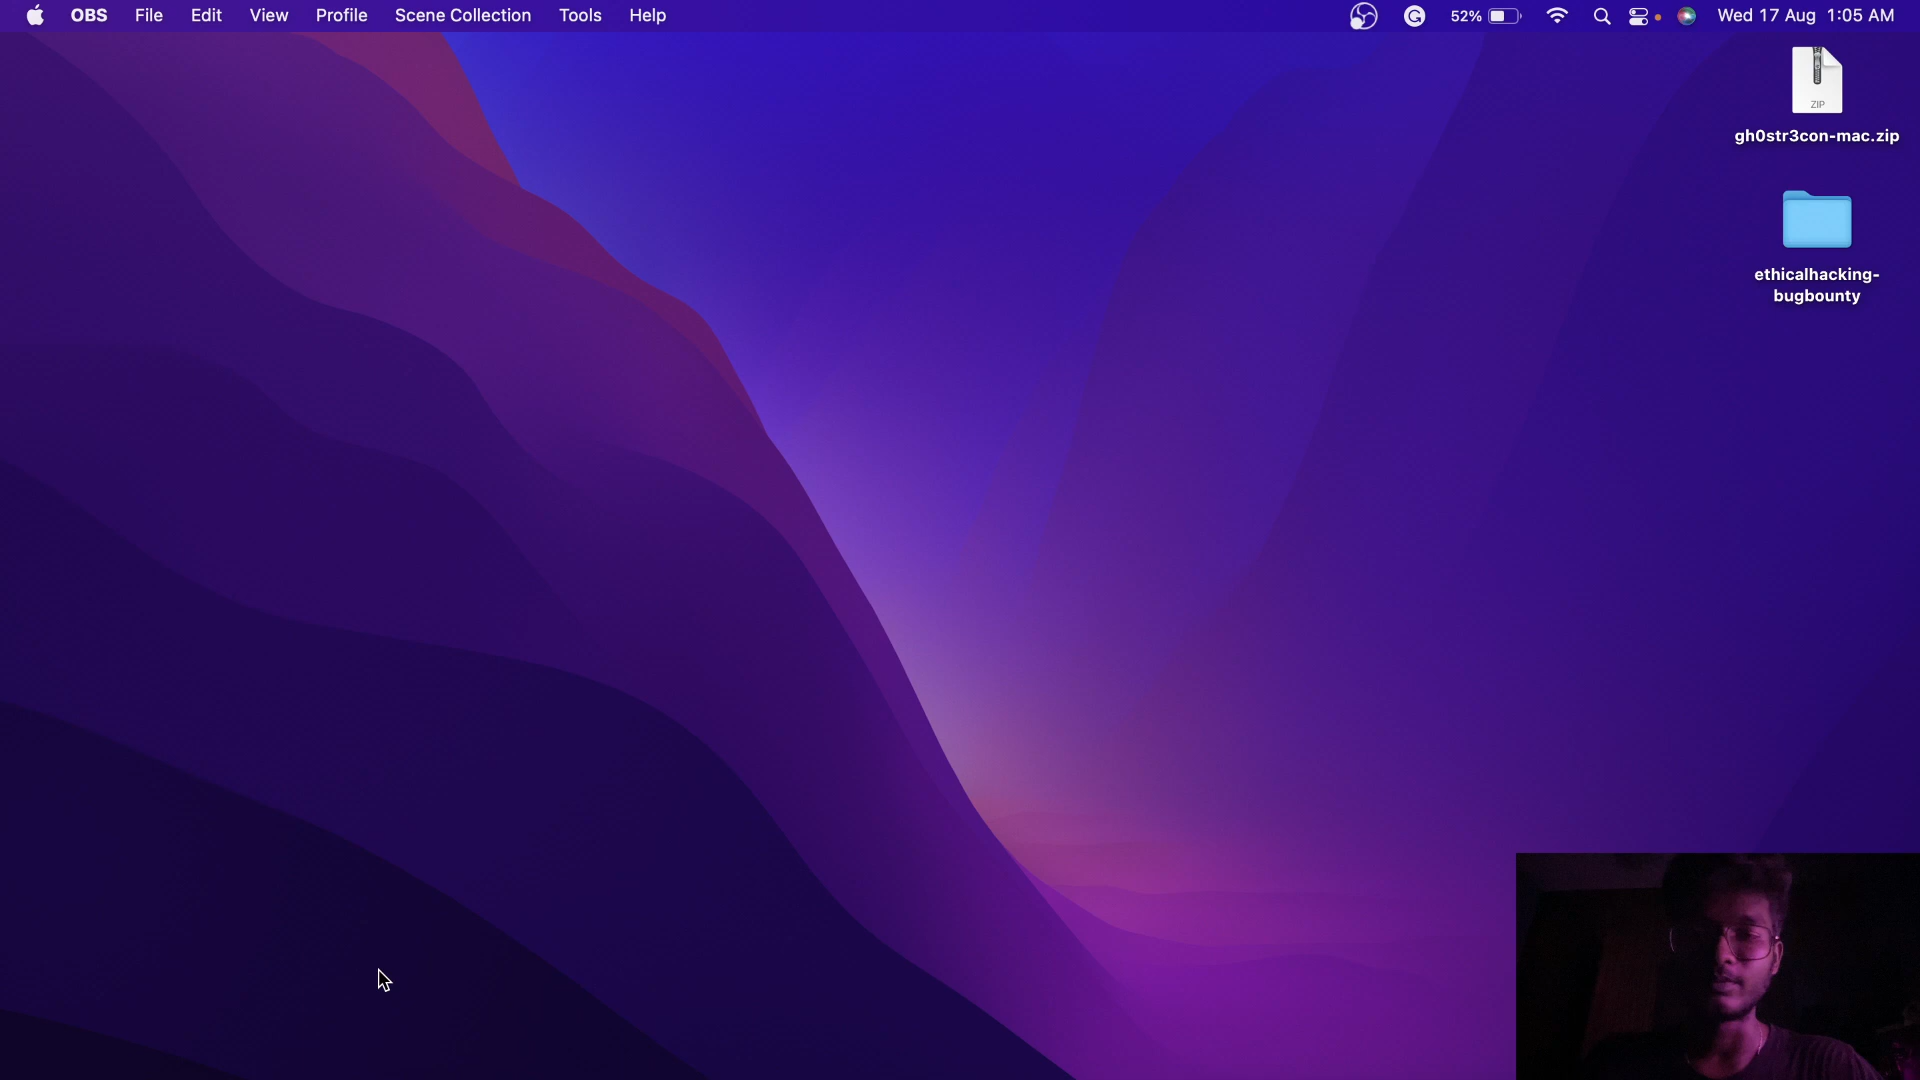 OBS File Edit View Profile Scene Collection Tools Help 52% Wed 17 Aug 1:05 AM
ZIP
gh0str3con-mac.zip
ethicalhacking-
bugbounty